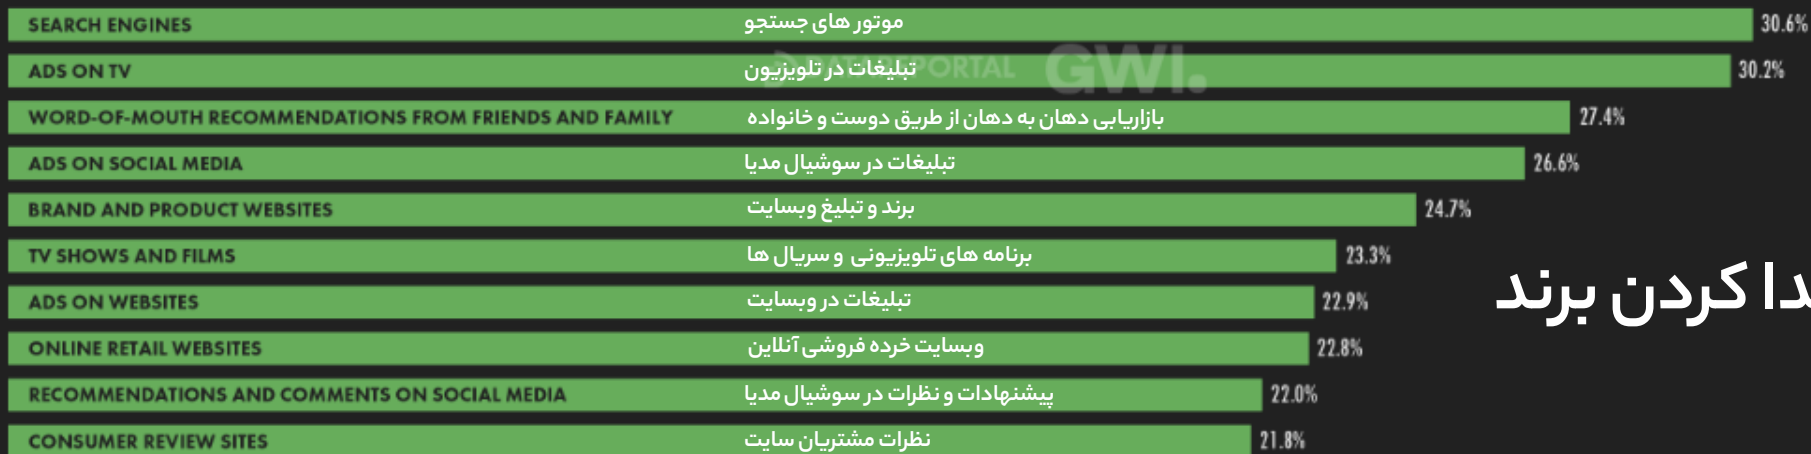 SEARCH ENGINES موتور های جستجو 30.6%
DATAREPORTAL GWI.
ADS ON TV تبلیغات در تلویزیون 30.2%
WORD-OF-MOUTH RECOMMENDATIONS FROM FRIENDS AND FAMILY بازاریابی دهان به دهان از طریق دوست و خانواده 27.4%
ADS ON SOCIAL MEDIA تبلیغات در سوشیال مدیا 26.6%
BRAND AND PRODUCT WEBSITES برند و تبلیغ وبسایت 24.7%
TV SHOWS AND FILMS برنامه های تلویزیونی و سریال ها 23.3%
کردن برند
ADS ON WEBSITES تبلیغات در وبسایت 22.9%
ONLINE RETAIL WEBSITES وبسایت خرده فروشی آنلاین 22.8%
RECOMMENDATIONS AND COMMENTS ON SOCIAL MEDIA پیشنهادات و نظرات در سوشیال مدیا 22.0%
CONSUMER REVIEW SITES نظرات مشتریان سایت 21.8%